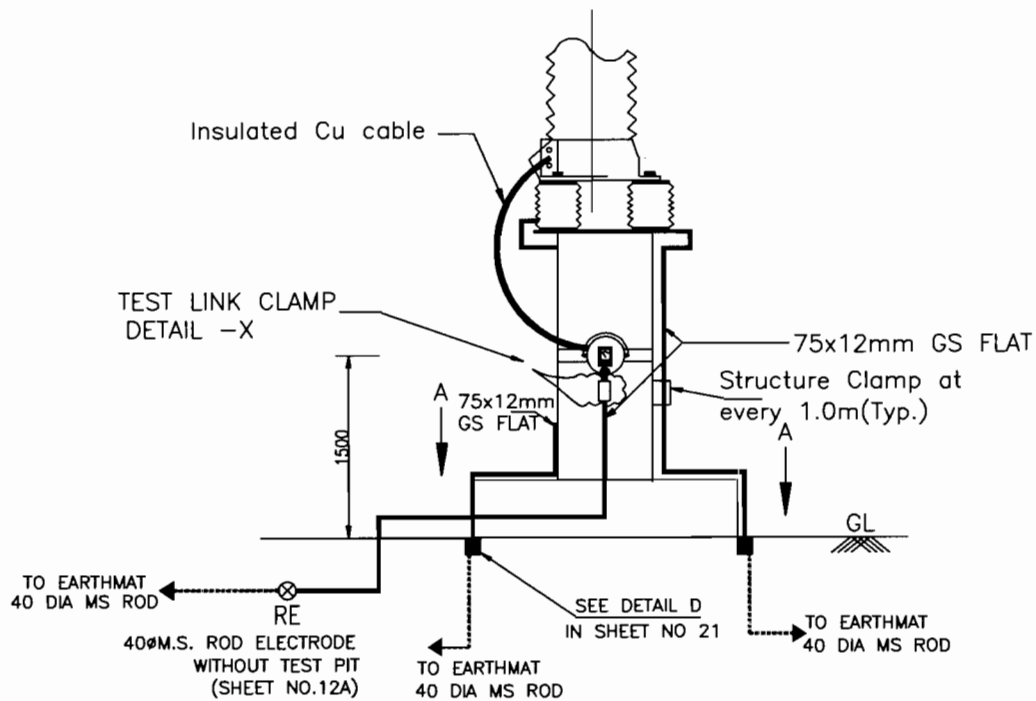 Insulated Cu cable
TEST LINK CLAMP
DETAIL -X
75x12mm GS FLAT
Structure Clamp at
every 1.0m(Typ.)
A
75x12mm
GS FLAT
A
1500
GL
TO EARTHMAT
40 DIA MS ROD
RE
40øM.S. ROD ELECTRODE
WITHOUT TEST PIT
(SHEET NO.12A)
SEE DETAIL D
IN SHEET NO 21
TO EARTHMAT
40 DIA MS ROD
TO EARTHMAT
40 DIA MS ROD